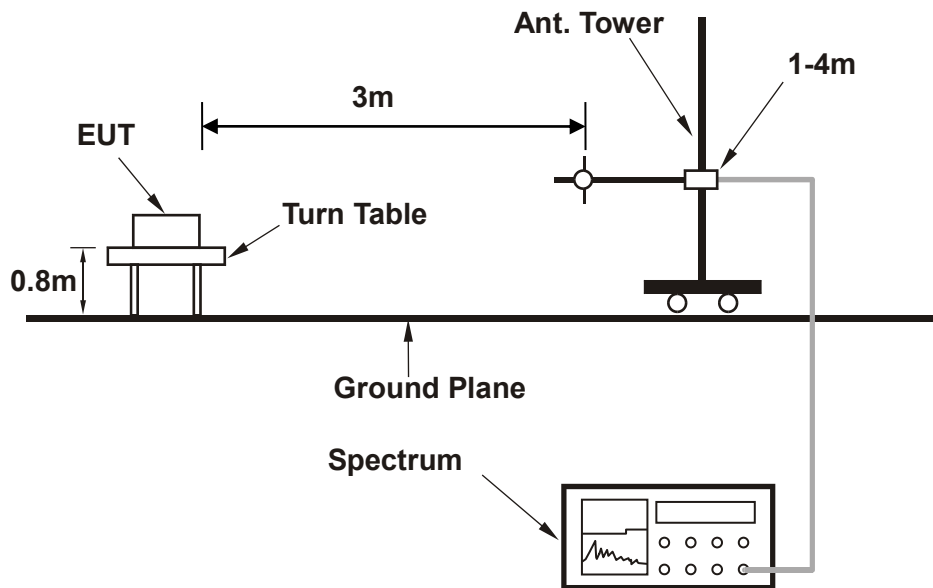 Ant. Tower
1-4m
3m
EUT
Turn Table
0.8m
Ground Plane
Spectrum